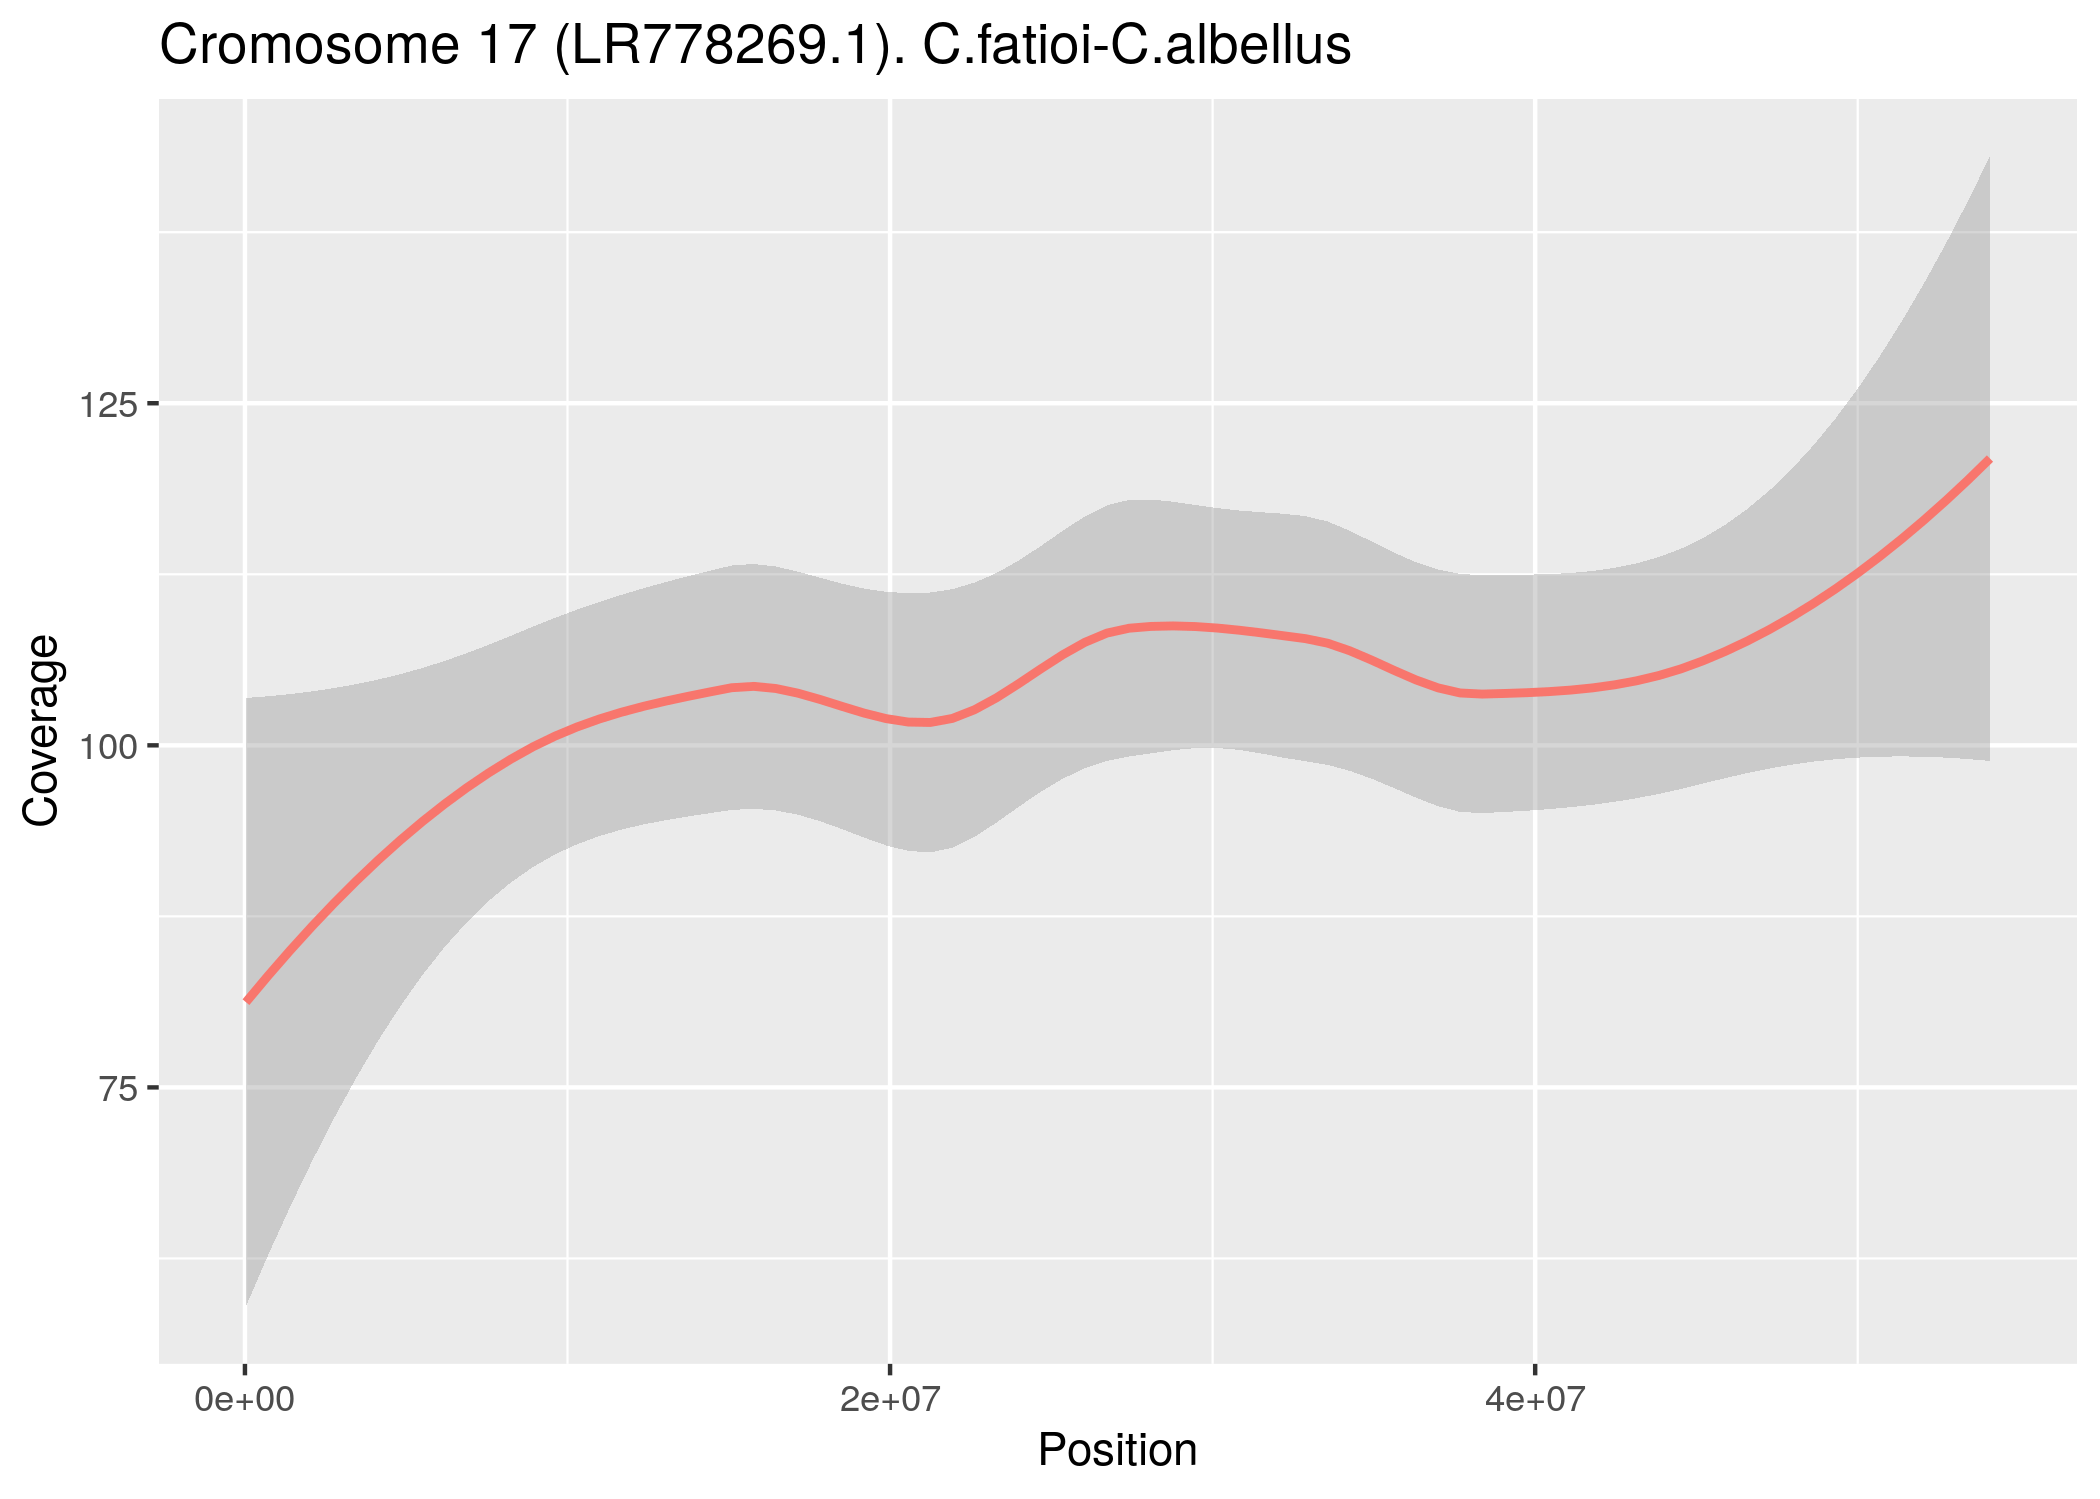 Cromosome 17 (LR778269.1). C.fatioi-C.albellus
125
100
75
Coverage
0e+00 2e+07 4e+07
Position